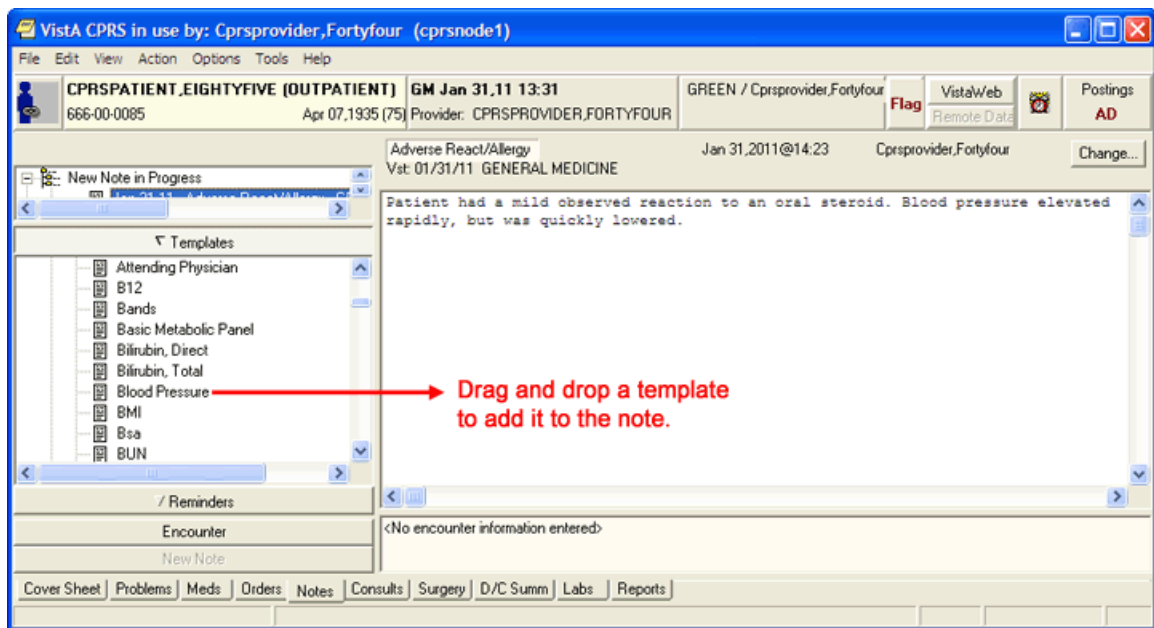 VistA CPRS in use by: Cprsprovider,Fortyfour (cprsnode1)
File Edit View Action Options Tools Help
CPRSPATIENT,EIGHTYFIVE (OUTPATIENT)
666-00-0085 Apr 07,1935 (75)
GM Jan 31,11 13:31
Provider: CPRSPROVIDER,FORTYFOUR
GREEN / Cprsprovider,Fortyfour
Flag
VistaWeb
Remote Data
Postings
AD
Adverse React/Allergy Jan 31,2011@14:23 Cprsprovider,Fortyfour
Vst: 01/31/11 GENERAL MEDICINE
Change...
New Note in Progress
Patient had a mild observed reaction to an oral steroid. Blood pressure elevated
rapidly, but was quickly lowered.
Templates
Attending Physician
B12
Bands
Basic Metabolic Panel
Bilirubin, Direct
Bilirubin, Total
Blood Pressure
BMI
Bsa
BUN
Drag and drop a template
to add it to the note.
/ Reminders
Encounter
New Note
<No encounter information entered>
Cover Sheet Problems Meds Orders Notes Consults Surgery D/C Summ Labs Reports